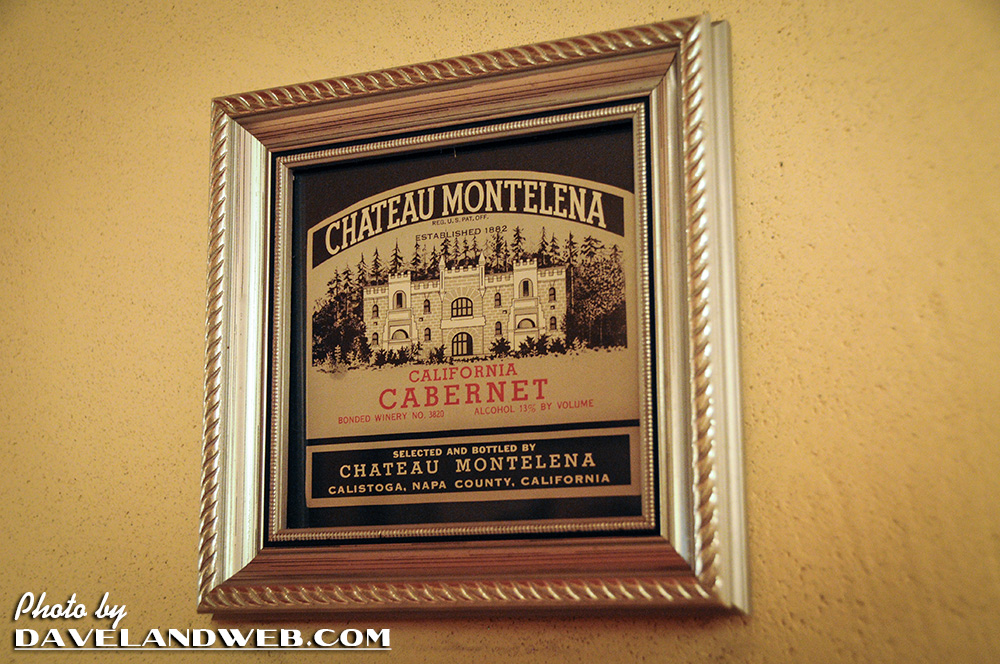 CHATEAU MONTELENA
REG. U.S. PAT. OFF.
ESTABLISHED 1882
CALIFORNIA
CABERNET
BONDED WINERY NO. 3820 ALCOHOL 13% BY VOLUME
SELECTED AND BOTTLED BY
CHATEAU MONTELENA
CALISTOGA, NAPA COUNTY, CALIFORNIA
Photo by
DAVELANDWEB.COM